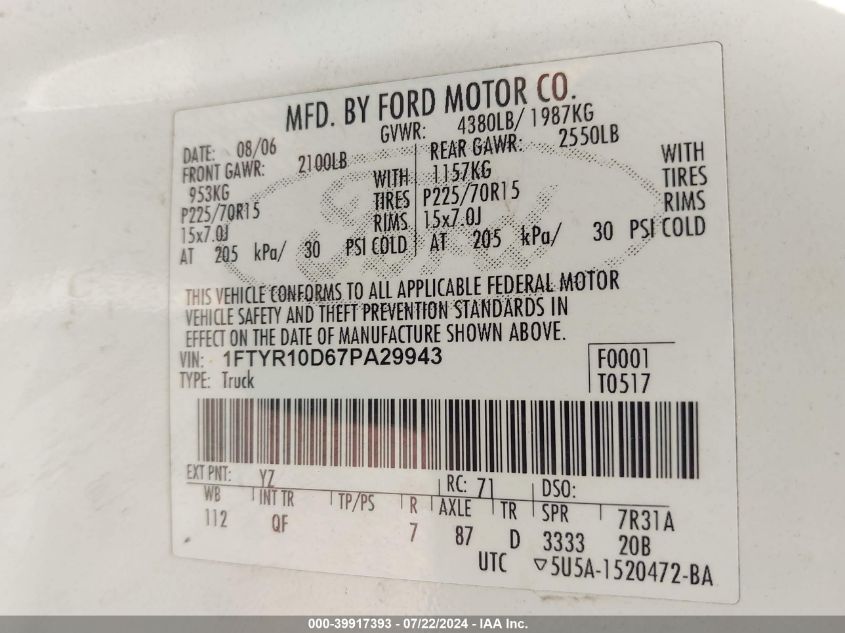 MFD. BY FORD MOTOR CO.
DATE: 08/06 GVWR: 4380LB/ 1987KG
FRONT GAWR: 2100LB REAR GAWR: 2550LB
953KG WITH 1157KG WITH
P225/70R15 TIRES P225/70R15 TIRES
15x7.0J RIMS 15x7.0J RIMS
AT 205 kPa/ 30 PSI COLD AT 205 kPa/ 30 PSI COLD
THIS VEHICLE CONFORMS TO ALL APPLICABLE FEDERAL MOTOR
VEHICLE SAFETY AND THEFT PREVENTION STANDARDS IN
EFFECT ON THE DATE OF MANUFACTURE SHOWN ABOVE.
VIN: 1FTYR10D67PA29943 F0001
TYPE: Truck T0517
EXT PNT: YZ RC: 71 DSO:
WB INT TR TP/PS R AXLE TR SPR 7R31A
112 QF 7 87 D 3333 20B
UTC ▽5U5A-1520472-BA
Ford
000-39917393 - 07/22/2024 - IAA Inc.